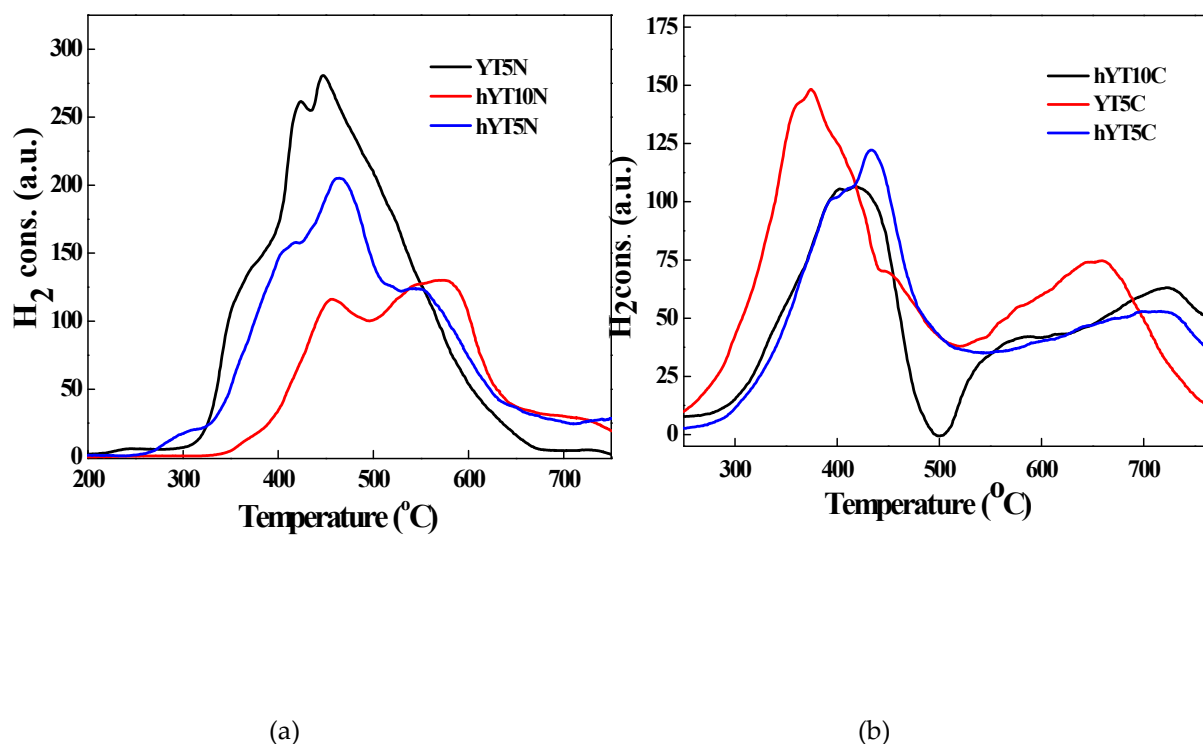 300
250
200
150
100
50
0
H2 cons. (a.u.)
YT5N
hYT10N
hYT5N
200 300 400 500 600 700
Temperature (oC)
175
150
125
100
75
50
25
0
H2cons. (a.u.)
hYT10C
YT5C
hYT5C
300 400 500 600 700
Temperature (oC)
(a) (b)